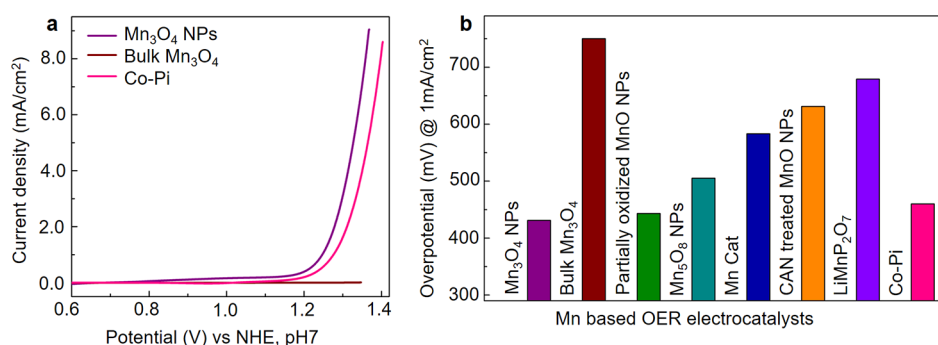 a
Mn₃O₄ NPs
Bulk Mn₃O₄
Co-Pi
Current density (mA/cm²)
8.0
6.0
4.0
2.0
0.0
0.6
0.8
1.0
1.2
1.4
Potential (V) vs NHE, pH7
b
Overpotential (mV) @ 1mA/cm²
700
600
500
400
300
Mn₃O₄ NPs
Bulk Mn₃O₄
Partially oxidized MnO NPs
Mn₅O₈ NPs
Mn Cat
CAN treated MnO NPs
LiMnP₂O₇
Co-Pi
Mn based OER electrocatalysts